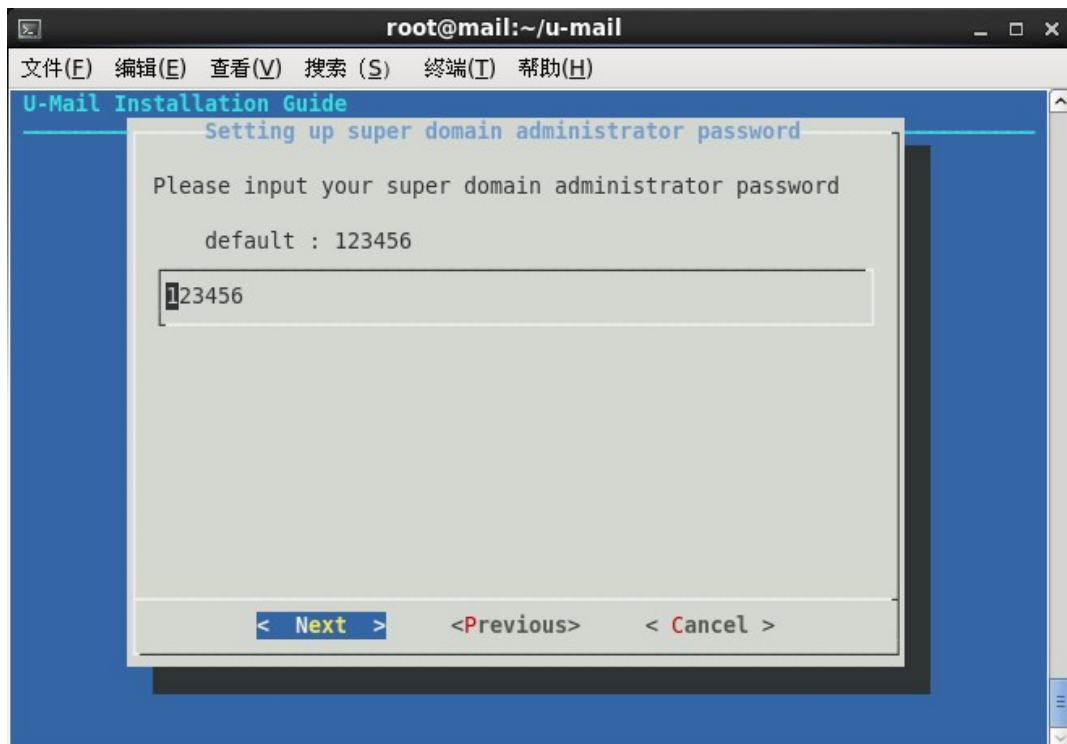 root@mail:~/u-mail
文件(F) 编辑(E) 查看(V) 搜索 (S) 终端(T) 帮助(H)
U-Mail Installation Guide
Setting up super domain administrator password
Please input your super domain administrator password
default : 123456
123456
< Next > <Previous> < Cancel >